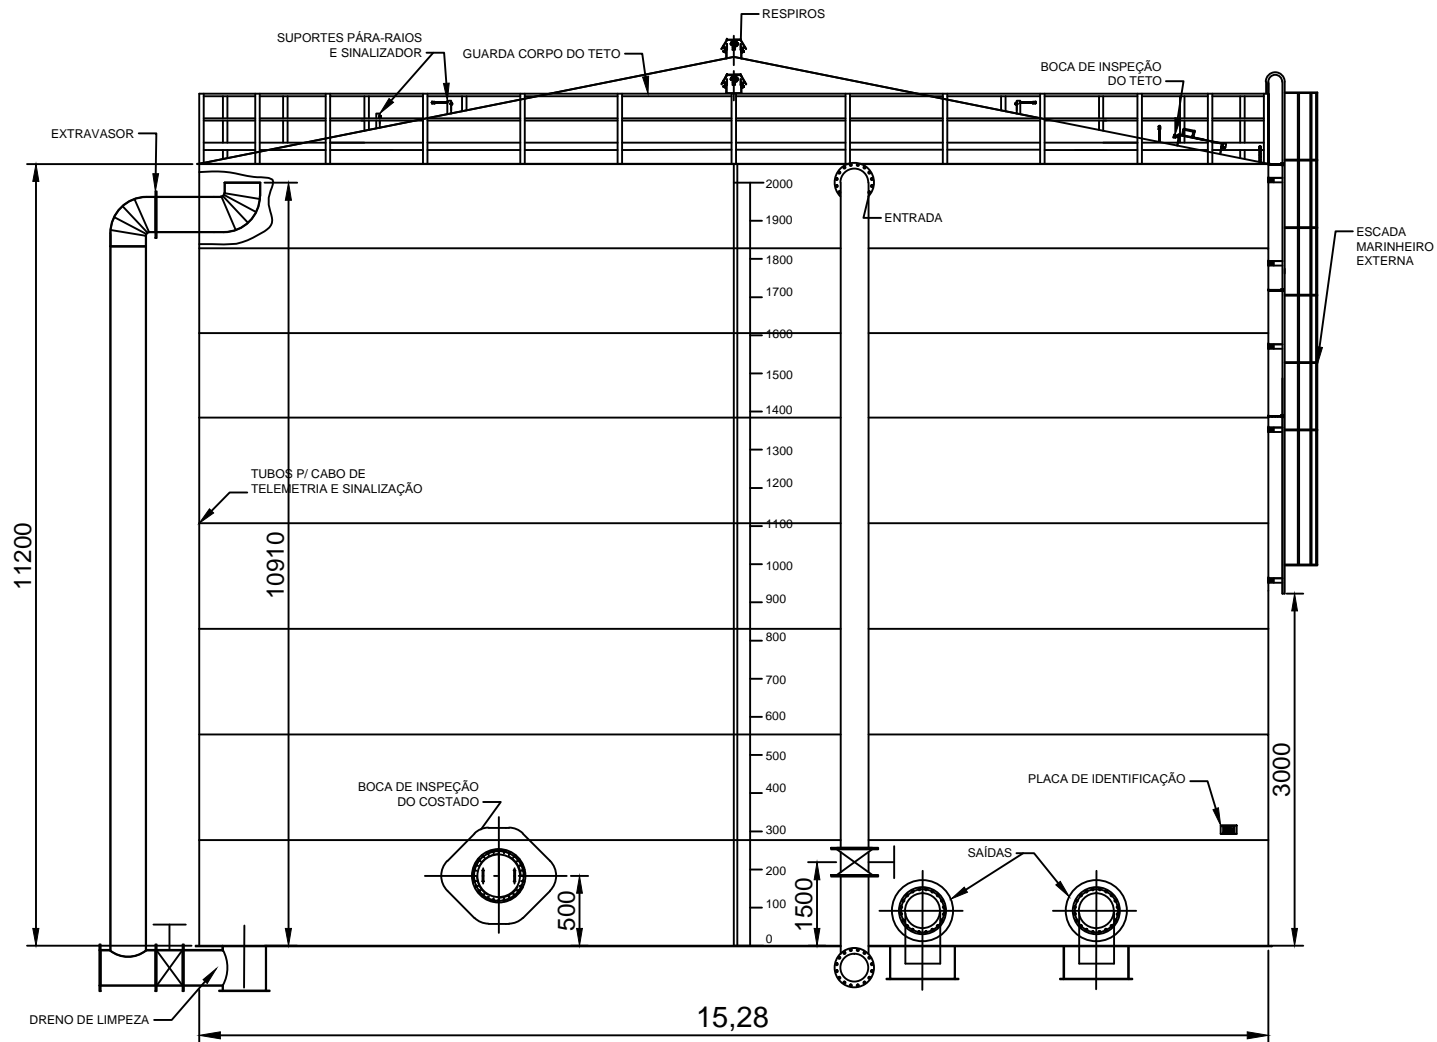 RESPIROS
SUPORTES PÁRA-RAIOS
E SINALIZADOR
GUARDA CORPO DO TETO
BOCA DE INSPEÇÃO
DO TETO
EXTRAVASOR
ENTRADA
ESCADA
MARINHEIRO
EXTERNA
2000
1900
1800
1700
1600
1500
1400
1300
1200
1100
1000
900
800
700
600
500
400
300
200
100
0
TUBOS P/ CABO DE
TELEMETRIA E SINALIZAÇÃO
11200
10910
BOCA DE INSPEÇÃO
DO COSTADO
500
1500
PLACA DE IDENTIFICAÇÃO
3000
SAÍDAS
DRENO DE LIMPEZA
15,28